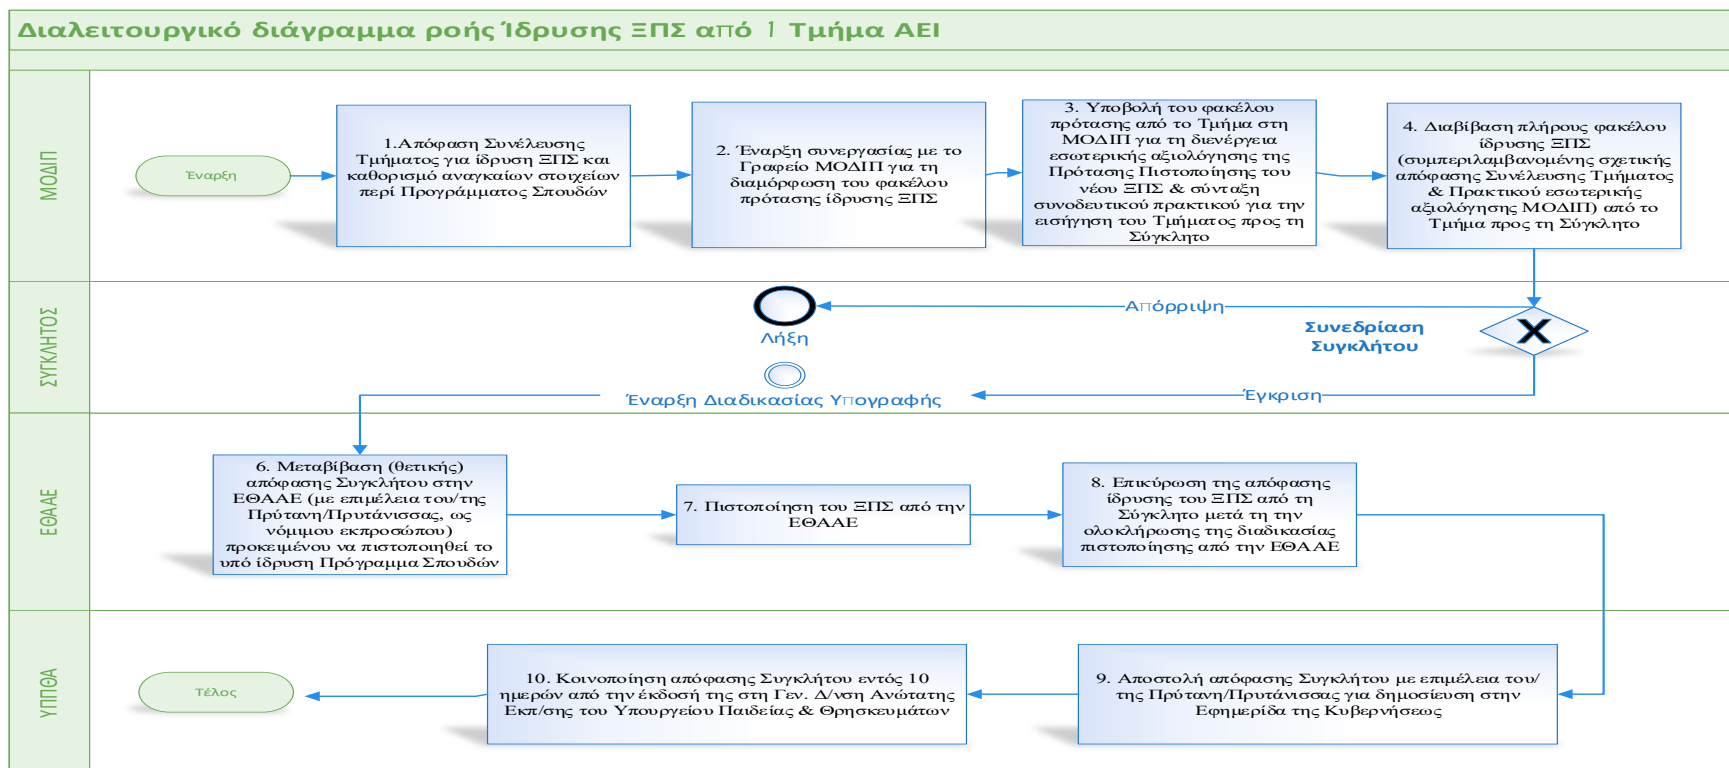 Διαλειτουργικό διάγραμμα ροής Ίδρυσης ΞΠΣ από 1 Τμήμα ΑΕΙ
ΜΟΔΙΠ
Έναρξη
1.Απόφαση Συνέλευσης
Τμήματος για ίδρυση ΞΠΣ και
καθορισμό αναγκαίων στοιχείων
περί Προγράμματος Σπουδών
2. Έναρξη συνεργασίας με το
Γραφείο ΜΟΔΙΠ για τη
διαμόρφωση του φακέλου
πρότασης ίδρυσης ΞΠΣ
3. Υποβολή του φακέλου
πρότασης από το Τμήμα στη
ΜΟΔΙΠ για τη διενέργεια
εσωτερικής αξιολόγησης της
Πρότασης Πιστοποίησης του
νέου ΞΠΣ & σύνταξη
συνοδευτικού πρακτικού για την
εισήγηση του Τμήματος προς τη
Σύγκλητο
4. Διαβίβαση πλήρους φακέλου
ίδρυσης ΞΠΣ
(συμπεριλαμβανομένης σχετικής
απόφασης Συνέλευσης Τμήματος
& Πρακτικού εσωτερικής
αξιολόγησης ΜΟΔΙΠ) από το
Τμήμα προς τη Σύγκλητο
ΣΥΓΚΛΗΤΟΣ
Απόρριψη
Λήξη
Συνεδρίαση
Συγκλήτου
Έγκριση
Έναρξη Διαδικασίας Υπογραφής
ΕΘΑΑΕ
6. Μεταβίβαση (θετικής)
απόφασης Συγκλήτου στην
ΕΘΑΑΕ (με επιμέλεια του/της
Πρύτανη/Πρυτάνισσας, ως
νόμιμου εκπροσώπου)
προκειμένου να πιστοποιηθεί το
υπό ίδρυση Πρόγραμμα Σπουδών
7. Πιστοποίηση του ΞΠΣ από την
ΕΘΑΑΕ
8. Επικύρωση της απόφασης
ίδρυσης του ΞΠΣ από τη
Σύγκλητο μετά τη την
ολοκλήρωσης της διαδικασίας
πιστοποίησης από την ΕΘΑΑΕ
ΥΠΠΘΑ
9. Αποστολή απόφασης Συγκλήτου με επιμέλεια του/
της Πρύτανη/Πρυτάνισσας για δημοσίευση στην
Εφημερίδα της Κυβερνήσεως
10. Κοινοποίηση απόφασης Συγκλήτου εντός 10
ημερών από την έκδοσή της στη Γεν. Δ/νση Ανώτατης
Εκπ/σης του Υπουργείου Παιδείας & Θρησκευμάτων
Τέλος